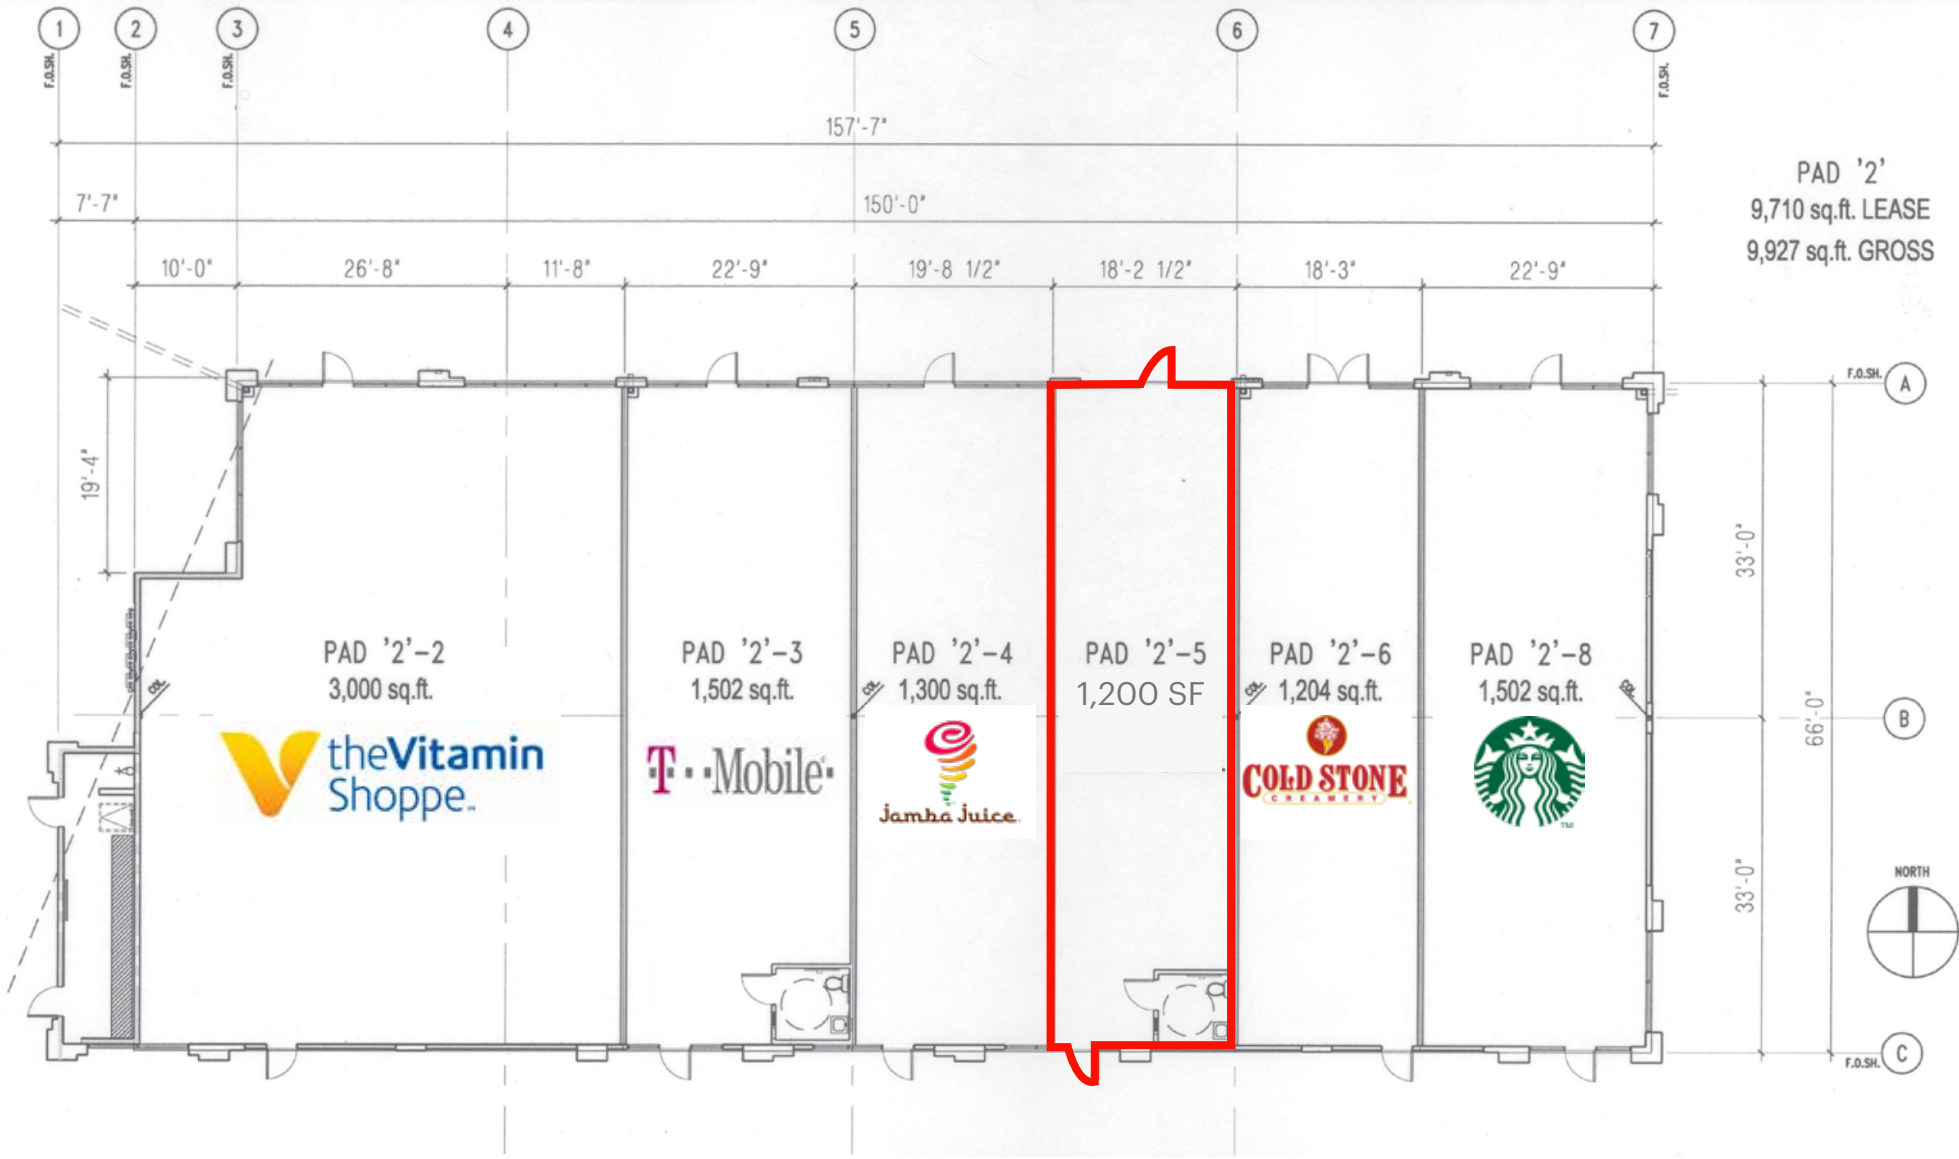 1 2 3 4 5 6 7
F.O.SH. F.O.SH. F.O.SH. F.O.SH.
157'-7"
7'-7" 150'-0"
10'-0" 26'-8" 11'-8" 22'-9" 19'-8 1/2" 18'-2 1/2" 18'-3" 22'-9"
PAD '2'
9,710 sq.ft. LEASE
9,927 sq.ft. GROSS
F.O.SH. A
19'-4"
33'-0"
PAD '2'-2
3,000 sq.ft.
COL.
theVitamin
Shoppe
PAD '2'-3
1,502 sq.ft.
T··Mobile
PAD '2'-4
1,300 sq.ft.
COL.
jamba juice
PAD '2'-5
1,200 SF
PAD '2'-6
1,204 sq.ft.
COL.
COLD STONE
CREAMERY
PAD '2'-8
1,502 sq.ft.
COL.
TM
B
66'-0"
33'-0"
NORTH
F.O.SH. C